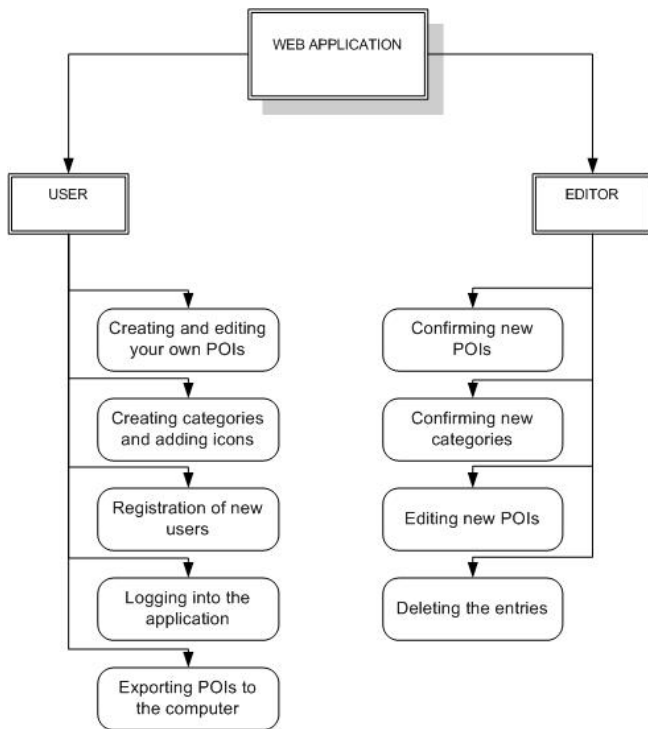 WEB APPLICATION
USER
EDITOR
Creating and editing
your own POIs
Creating categories
and adding icons
Registration of new
users
Logging into the
application
Exporting POIs to
the computer
Confirming new
POIs
Confirming new
categories
Editing new POIs
Deleting the entries